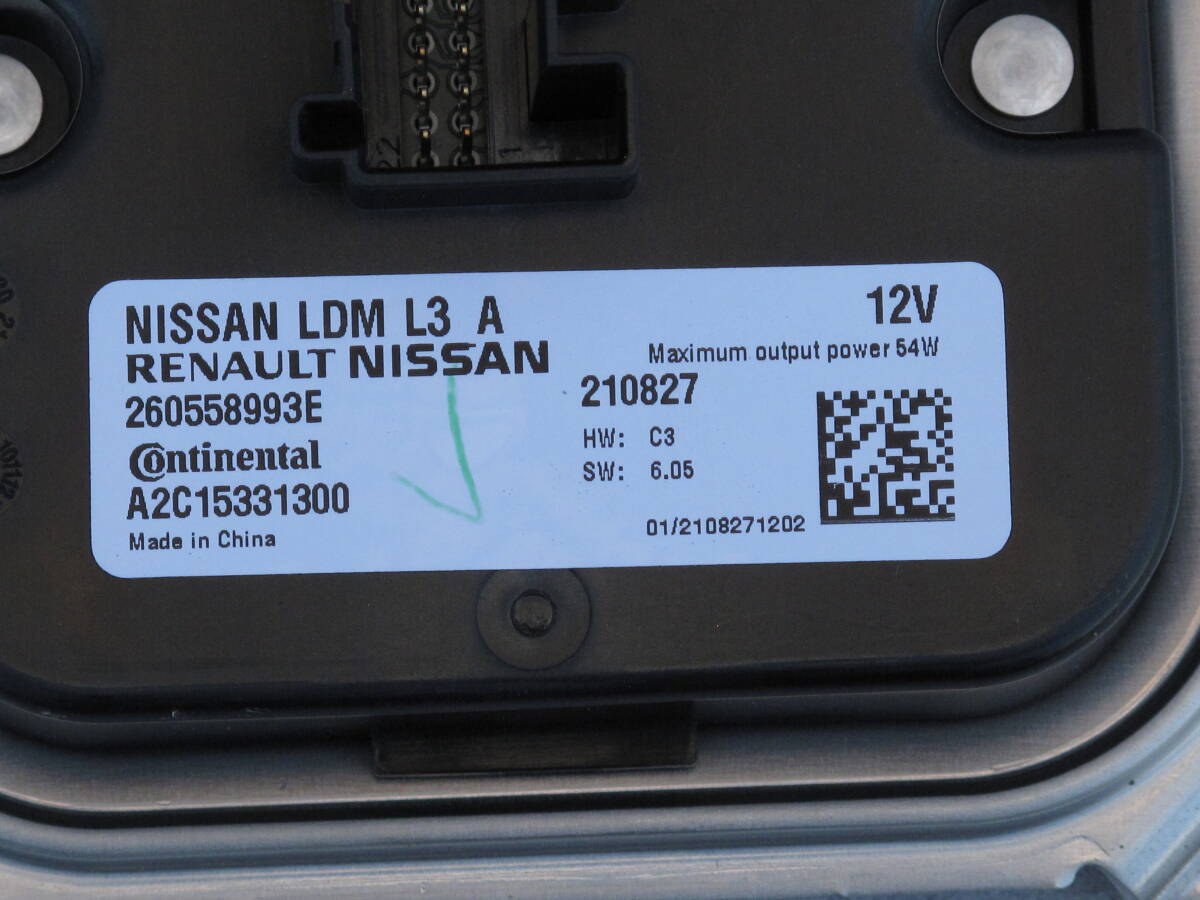 1
NISSAN LDM L3 A
12V
RENAULT NISSAN
Maximum output power 54W
260558993E
210827
Continental
HW: C3
A2C15331300
SW: 6.05
Made in China
01/2108271202